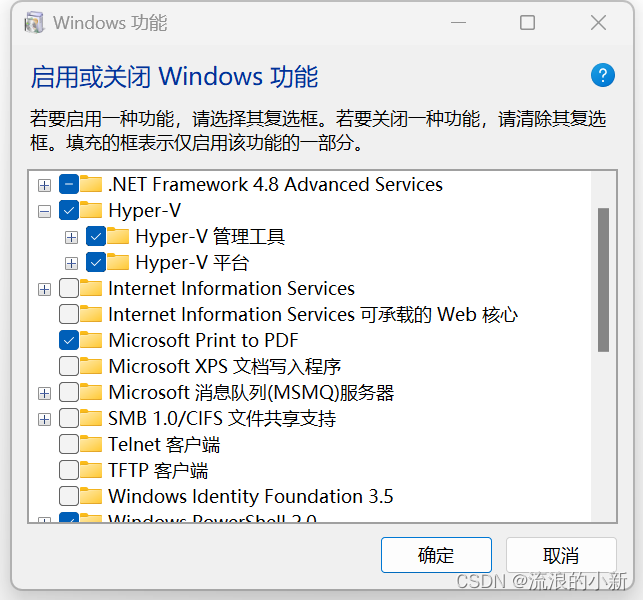 Windows 功能
启用或关闭 Windows 功能
?
若要启用一种功能，请选择其复选框。若要关闭一种功能，请清除其复选
框。填充的框表示仅启用该功能的一部分。
.NET Framework 4.8 Advanced Services
Hyper-V
Hyper-V 管理工具
Hyper-V 平台
Internet Information Services
Internet Information Services 可承载的 Web 核心
Microsoft Print to PDF
Microsoft XPS 文档写入程序
Microsoft 消息队列(MSMQ)服务器
SMB 1.0/CIFS 文件共享支持
Telnet 客户端
TFTP 客户端
Windows Identity Foundation 3.5
Windows PowerShell 2.0
确定
取消
CSDN @流浪的小新